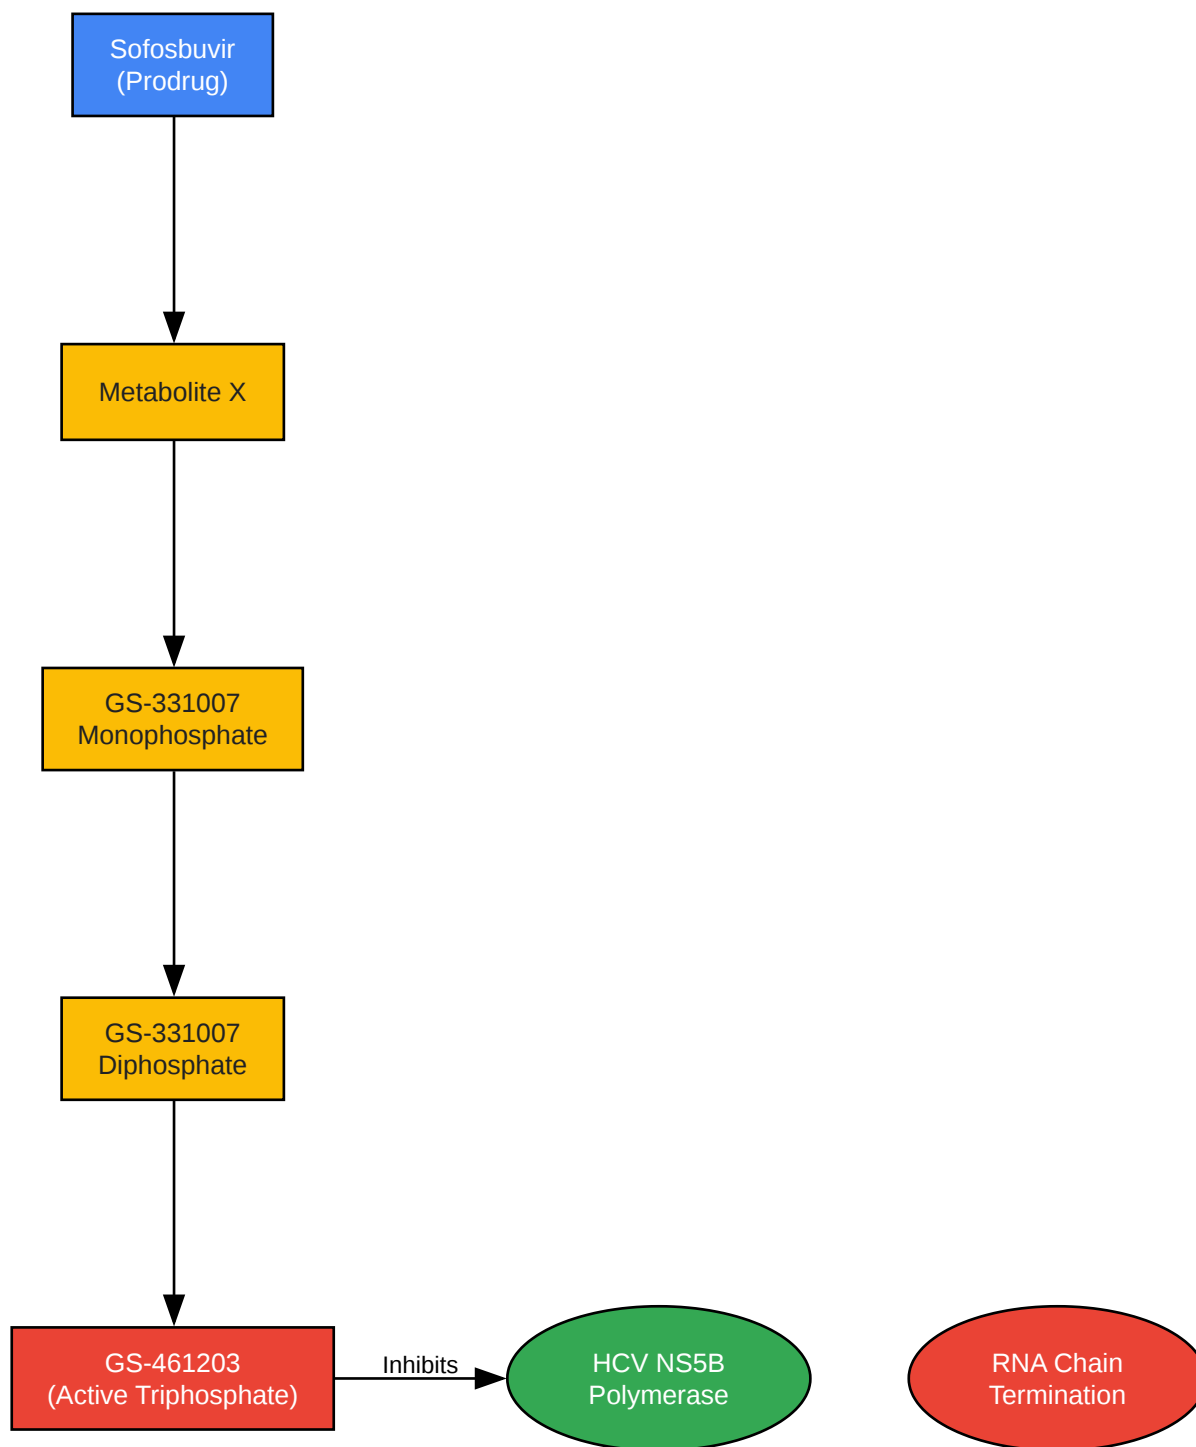 Sofosbuvir
(Prodrug)
Metabolite X
GS-331007
Monophosphate
GS-331007
Diphosphate
GS-461203
(Active Triphosphate)
Inhibits
HCV NS5B
Polymerase
RNA Chain
Termination